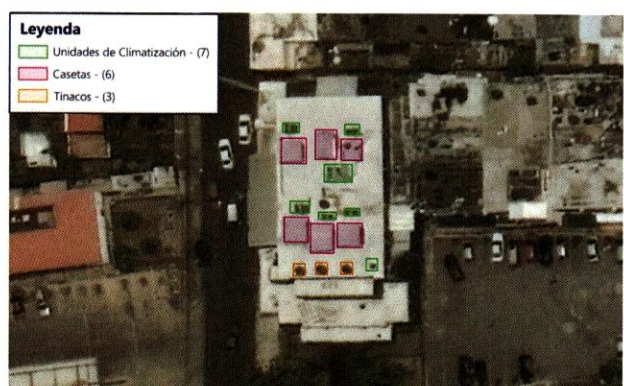 Leyenda
Unidades de Climatización - (7)
Casetas - (6)
Tinacos - (3)